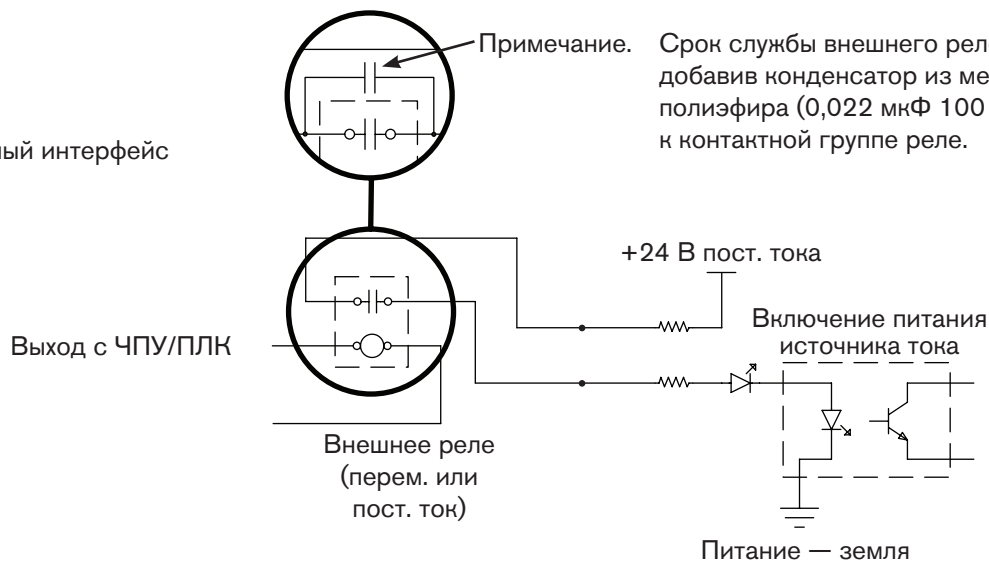 Примечание.
Срок службы внешнего рел
добавив конденсатор из ме
полиэфира (0,022 мкФ 100
к контактной группе реле.
ый интерфейс
+24 В пост. тока
Включение питания
источника тока
Выход с ЧПУ/ПЛК
Внешнее реле
(перем. или
пост. ток)
Питание — земля